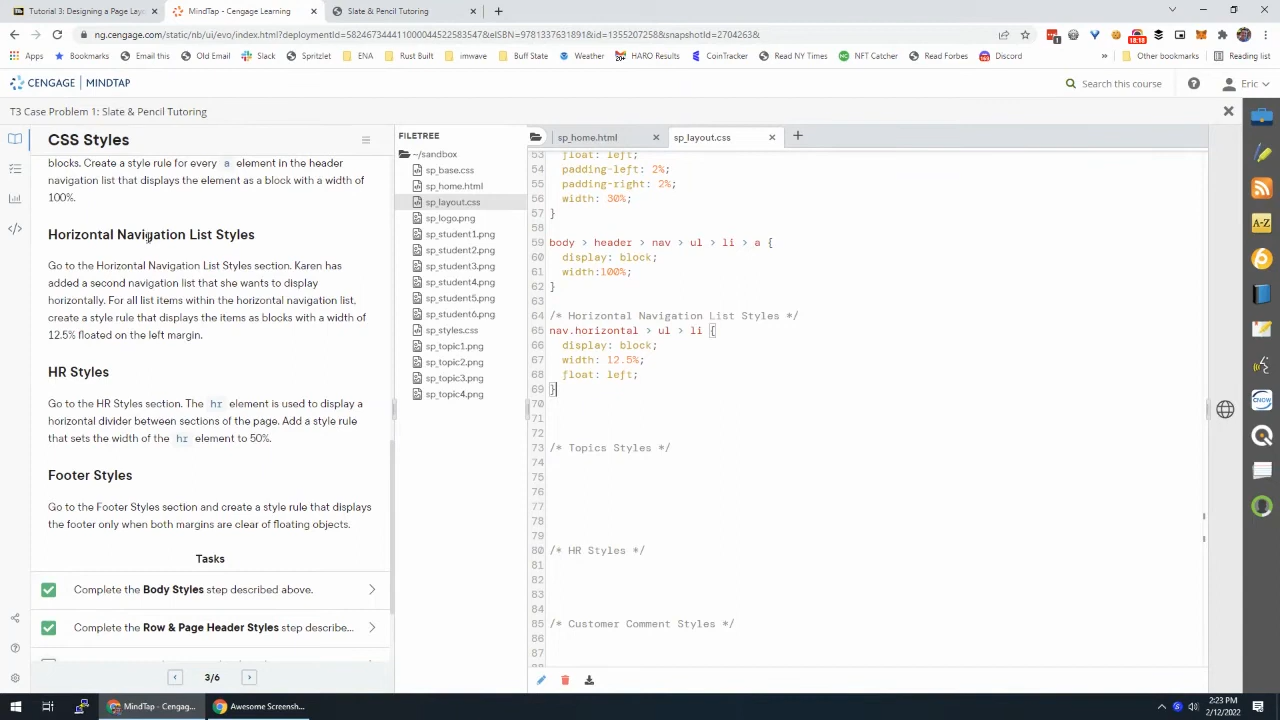 Tutorial 3: Designing a Page Layo
MindTap - Cengage Learning
Slate & Pencil Tutoring
ng.cengage.com/static/nb/ui/evo/index.html?deploymentId=5824673441100004452258354 7&eISBN=9781337631891&id=1355207258&snapshotId=2704263&
Apps
Bookmarks
Email this
Old Email
Slack
Spritzlet
ENA
Rust Built
imwave
Buff State
Weather
HARO Results
CoinTracker
Read NY Times
NFT Catcher
Read Forbes
Discord
Other bookmarks
Reading list
CENGAGE | MINDTAP
Search this course
Eric
T3 Case Problem 1: Slate & Pencil Tutoring
CSS Styles
blocks. Create a style rule for every a element in the header
navigation list that displays the element as a block with a width of
100%.
Horizontal Navigation List Styles
Go to the Horizontal Navigation List Styles section. Karen has
added a second navigation list that she wants to display
horizontally. For all list items within the horizontal navigation list,
create a style rule that displays the items as blocks with a width of
12.5% floated on the left margin.
HR Styles
Go to the HR Styles section. The hr element is used to display a
horizontal divider between sections of the page. Add a style rule
that sets the width of the hr element to 50%.
Footer Styles
Go to the Footer Styles section and create a style rule that displays
the footer only when both margins are clear of floating objects.
Tasks
Complete the Body Styles step described above.
Complete the Row & Page Header Styles step describe...
3/6
FILETREE
~/sandbox
sp_base.css
sp_home.html
sp_layout.css
sp_logo.png
sp_student1.png
sp_student2.png
sp_student3.png
sp_student4.png
sp_student5.png
sp_student6.png
sp_styles.css
sp_topic1.png
sp_topic2.png
sp_topic3.png
sp_topic4.png
sp_home.html
sp_layout.css
53 float: left;
54 padding-left: 2%;
55 padding-right: 2%;
56 width: 30%;
57 }
58
59 body > header > nav > ul > li > a {
60 display: block;
61 width:100%;
62 }
63
64 /* Horizontal Navigation List Styles */
65 nav.horizontal > ul > li {
66 display: block;
67 width: 12.5%;
68 float: left;
69 }
70
71
72
73 /* Topics Styles */
74
75
76
77
78
79
80 /* HR Styles */
81
82
83
84
85 /* Customer Comment Styles */
86
87
A-Z
CNOW
18:18
MindTap - Cengag...
Awesome Screensh...
2:23 PM
2/12/2022